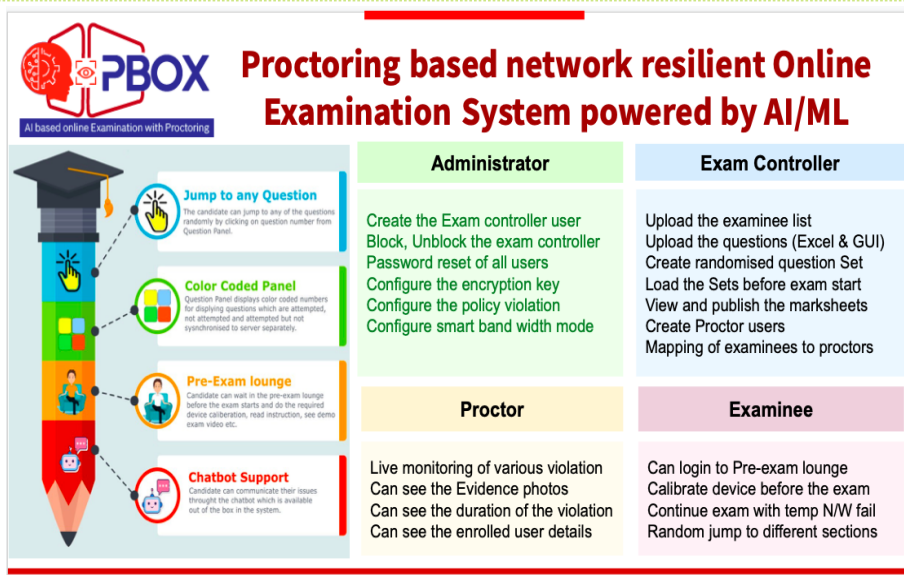 PBOX
AI based online Examination with Proctoring
Proctoring based network resilient Online
Examination System powered by AI/ML
Jump to any Question
The candidate can jump to any of the questions
randomly by clicking on question number from
Question Panel.
Color Coded Panel
Question Panel displays color coded numbers
for displying questions which are attempted,
not attempted and attempted but not
sysnchronised to server separately.
Pre-Exam lounge
Candidate can wait in the pre-exam lounge
before the exam starts and do the required
device caliberation, read instruction, see demo
exam video etc.
Chatbot Support
Candidate can communicate their issues
throught the chatbot which is available
out of the box in the system.
Administrator
Create the Exam controller user
Block, Unblock the exam controller
Password reset of all users
Configure the encryption key
Configure the policy violation
Configure smart band width mode
Exam Controller
Upload the examinee list
Upload the questions (Excel & GUI)
Create randomised question Set
Load the Sets before exam start
View and publish the marksheets
Create Proctor users
Mapping of examinees to proctors
Proctor
Live monitoring of various violation
Can see the Evidence photos
Can see the duration of the violation
Can see the enrolled user details
Examinee
Can login to Pre-exam lounge
Calibrate device before the exam
Continue exam with temp N/W fail
Random jump to different sections